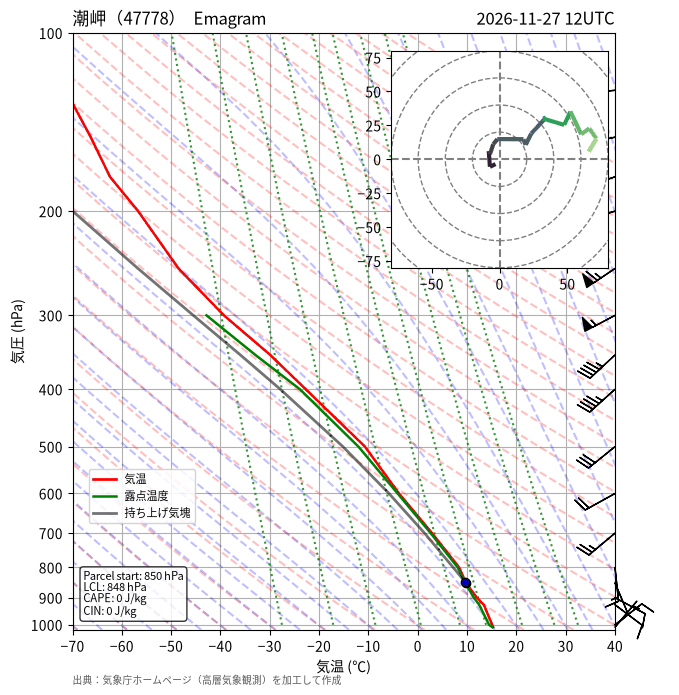 潮岬（47778） Emagram 2026-11-27 12UTC
100
200
300
400
500
600
700
800
900
1000
気圧 (hPa)
75
50
25
0
−25
−50
−75
−50 0 50
気温
露点温度
持ち上げ気塊
Parcel start: 850 hPa
LCL: 848 hPa
CAPE: 0 J/kg
CIN: 0 J/kg
−70 −60 −50 −40 −30 −20 −10 0 10 20 30 40
気温 (°C)
出典：気象庁ホームページ（高層気象観測）を加工して作成